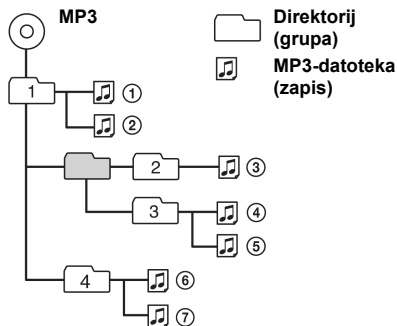 MP3
Direktorij
(grupa)
MP3-datoteka
(zapis)
1
①
②
2
③
3
④
⑤
4
⑥
⑦